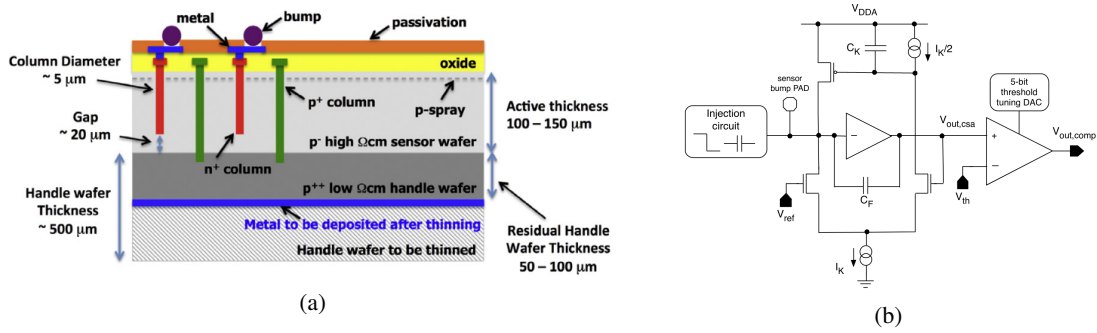 metal
bump
passivation
Column Diameter
~ 5 μm
oxide
p⁺ column
p-spray
Active thickness
100 – 150 μm
Gap
~ 20 μm
p⁻ high Ωcm sensor wafer
n⁺ column
p⁺⁺ low Ωcm handle wafer
Handle wafer
Thickness
~ 500 μm
Metal to be deposited after thinning
Handle wafer to be thinned
Residual Handle
Wafer Thickness
50 – 100 μm
(a)
V_DDA
C_K
I_K/2
sensor
bump PAD
5-bit
threshold
tuning DAC
Injection
circuit
V_out,csa
V_out,comp
−
+
−
C_F
V_ref
V_th
I_K
(b)